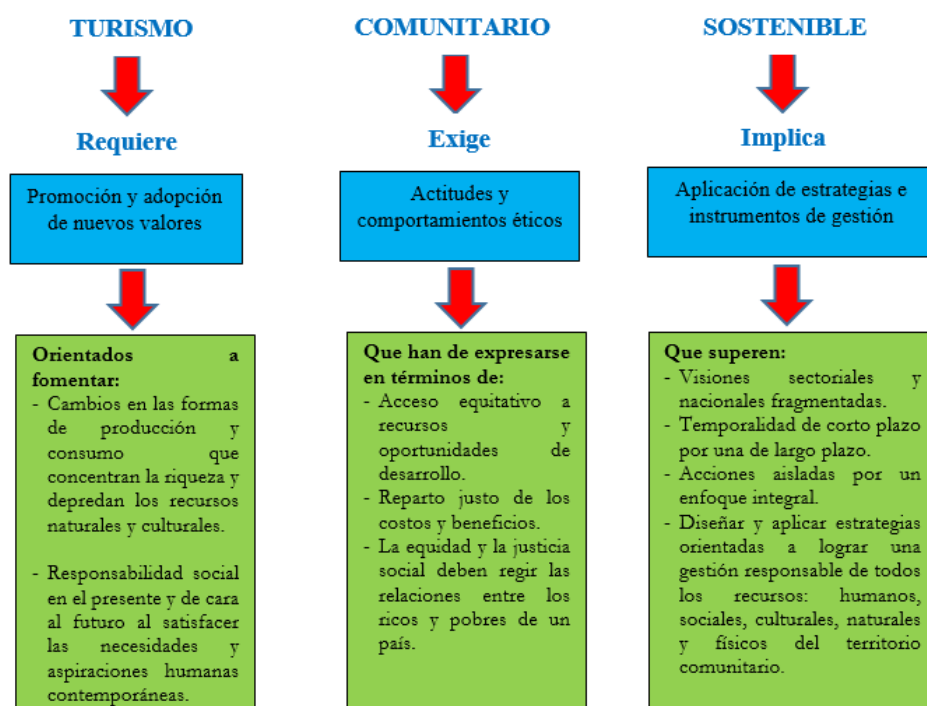 TURISMO
Requiere
Promoción y adopción
de nuevos valores
Orientados a
fomentar:
- Cambios en las formas
de producción y
consumo que
concentran la riqueza y
depredan los recursos
naturales y culturales.
- Responsabilidad social
en el presente y de cara
al futuro al satisfacer
las necesidades y
aspiraciones humanas
contemporáneas.
COMUNITARIO
Exige
Actitudes y
comportamientos éticos
Que han de expresarse
en términos de:
- Acceso equitativo a
recursos y
oportunidades de
desarrollo.
- Reparto justo de los
costos y beneficios.
- La equidad y la justicia
social deben regir las
relaciones entre los
ricos y pobres de un
país.
SOSTENIBLE
Implica
Aplicación de estrategias e
instrumentos de gestión
Que superen:
- Visiones sectoriales y
nacionales fragmentadas.
- Temporalidad de corto plazo
por una de largo plazo.
- Acciones aisladas por un
enfoque integral.
- Diseñar y aplicar estrategias
orientadas a lograr una
gestión responsable de todos
los recursos: humanos,
sociales, culturales, naturales
y físicos del territorio
comunitario.